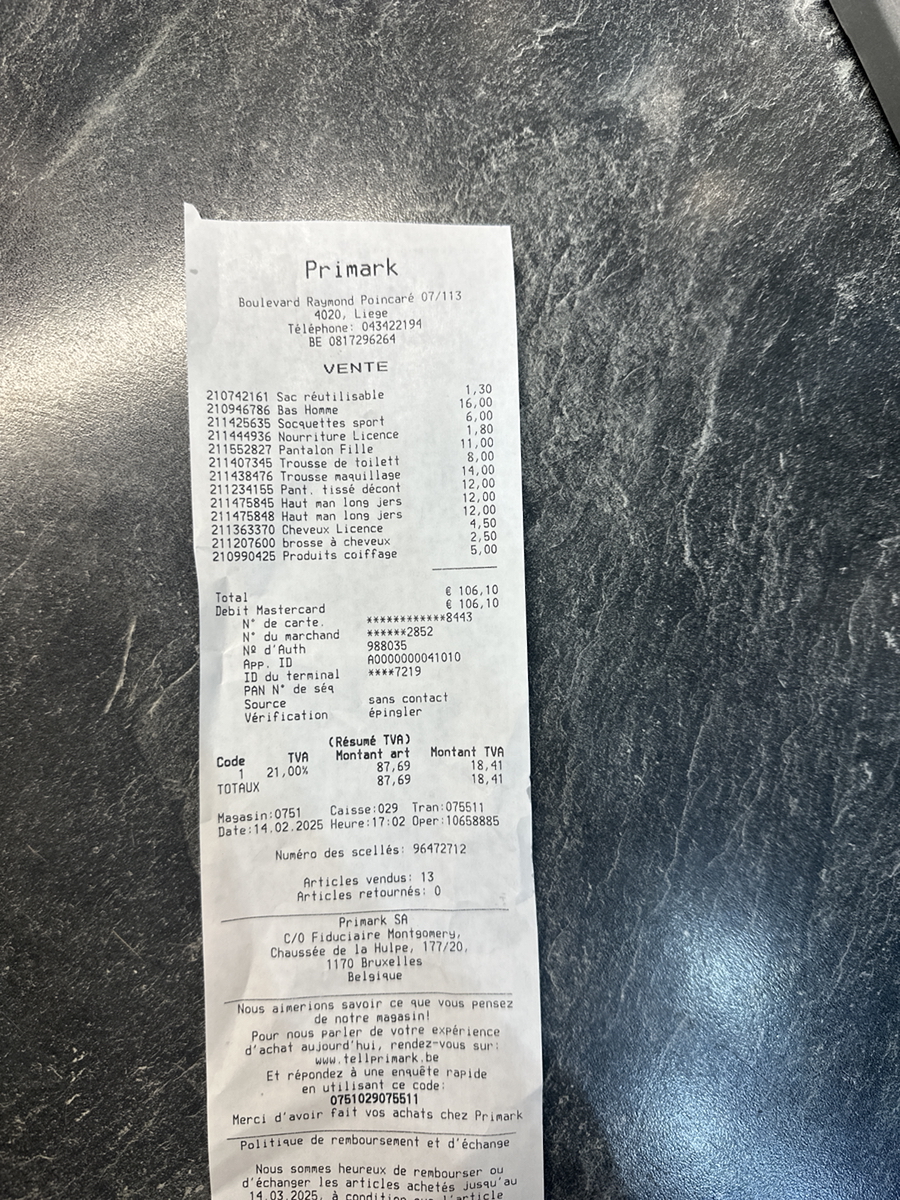 Primark
Boulevard Raymond Poincaré 07/113
4020, Liege
Téléphone: 043422194
BE 0817296264
VENTE
210742161 Sac réutilisable 1,30
210946786 Bas Homme 16,00
211425635 Socquettes sport 6,00
211444936 Nourriture Licence 1,80
211552827 Pantalon Fille 11,00
211407345 Trousse de toilett 8,00
211438476 Trousse maquillage 14,00
211234155 Pant. tissé décont 12,00
211475845 Haut man long jers 12,00
211475848 Haut man long jers 12,00
211363370 Cheveux Licence 4,50
211207600 brosse à cheveux 2,50
210990425 Produits coiffage 5,00
Total € 106,10
Debit Mastercard € 106,10
N° de carte. ************8443
N° du marchand ******2852
Nº d'Auth 988035
App. ID A0000000041010
ID du terminal ****7219
PAN N° de séq
Source sans contact
Vérification épingler
(Résumé TVA)
Code TVA Montant art Montant TVA
1 21,00% 87,69 18,41
TOTAUX 87,69 18,41
Magasin:0751 Caisse:029 Tran:075511
Date:14.02.2025 Heure:17:02 Oper:10658885
Numéro des scellés: 96472712
Articles vendus: 13
Articles retournés: 0
Primark SA
C/O Fiduciaire Montgomery,
Chaussée de la Hulpe, 177/20,
1170 Bruxelles
Belgique
Nous aimerions savoir ce que vous pensez
de notre magasin!
Pour nous parler de votre expérience
d'achat aujourd'hui, rendez-vous sur:
www.tellprimark.be
Et répondez à une enquête rapide
en utilisant ce code:
0751029075511
Merci d'avoir fait vos achats chez Primark
Politique de remboursement et d'échange
Nous sommes heureux de rembourser ou
d'échanger les articles achetés jusqu'au
14.03.2025, à condition que l'article